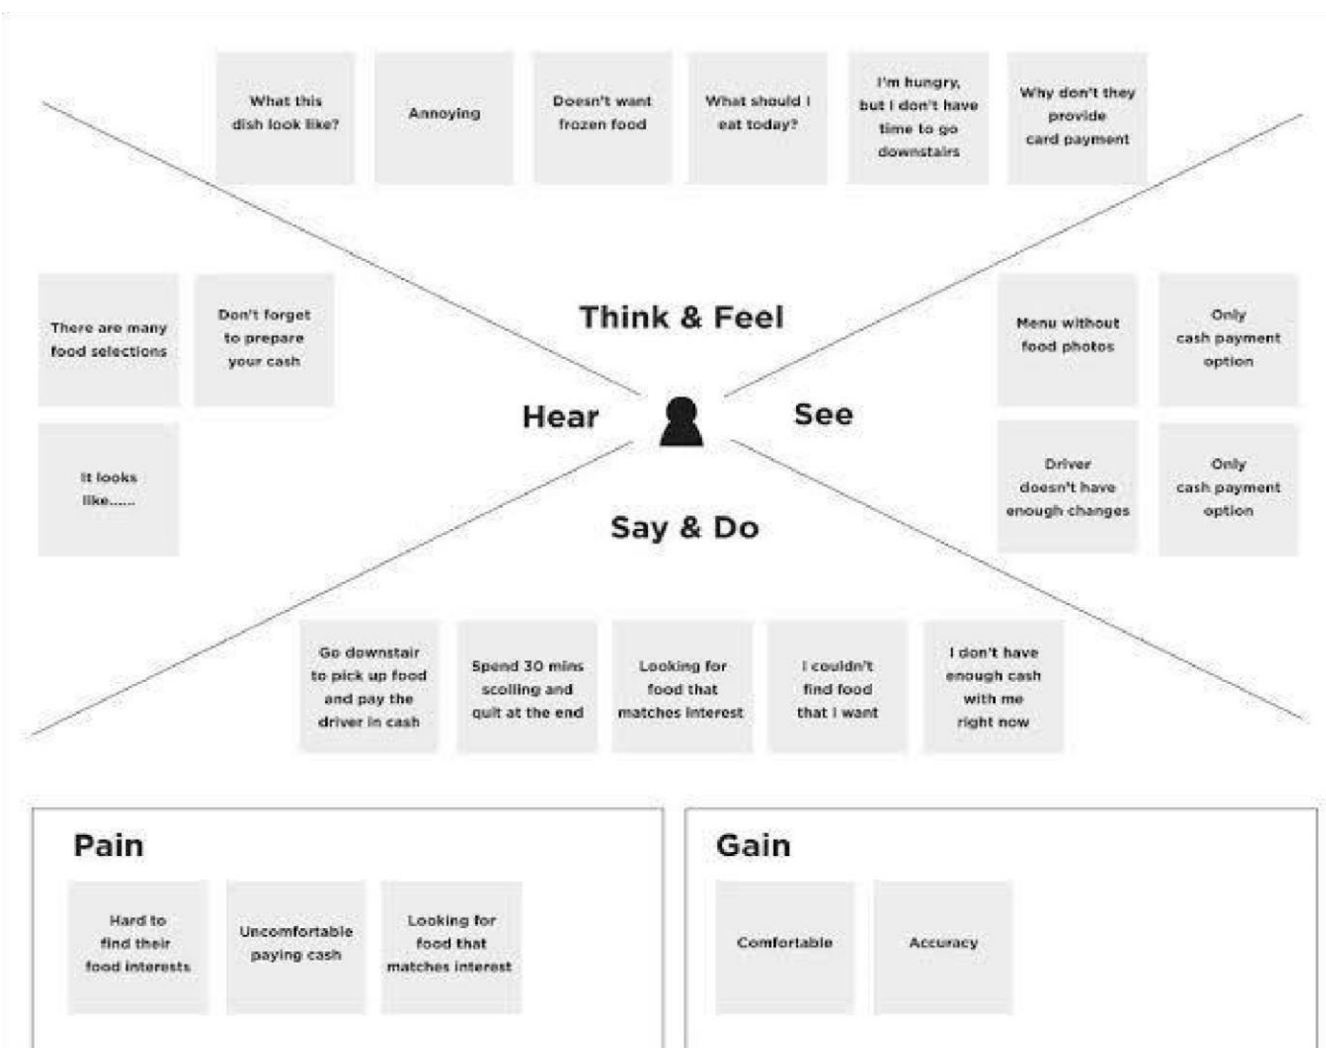 What this
dish look like?
Annoying
Doesn't want
frozen food
What should I
eat today?
I'm hungry,
but I don't have
time to go
downstairs
Why don't they
provide
card payment
Think & Feel
There are many
food selections
Don't forget
to prepare
your cash
It looks
like......
Hear
See
Menu without
food photos
Only
cash payment
option
Driver
doesn't have
enough changes
Only
cash payment
option
Say & Do
Go downstair
to pick up food
and pay the
driver in cash
Spend 30 mins
scolling and
quit at the end
Looking for
food that
matches interest
I couldn't
find food
that I want
I don't have
enough cash
with me
right now
Pain
Hard to
find their
food interests
Uncomfortable
paying cash
Looking for
food that
matches interest
Gain
Comfortable
Accuracy